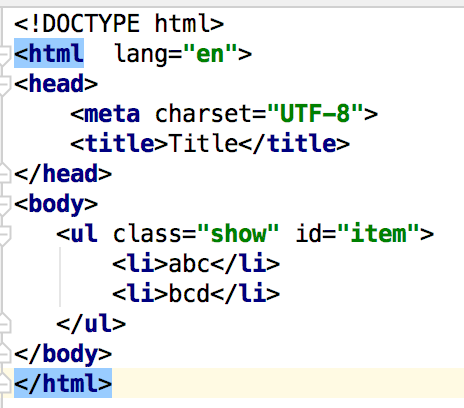 <!DOCTYPE html>
<html  lang="en">
<head>
    <meta charset="UTF-8">
    <title>Title</title>
</head>
<body>
   <ul class="show" id="item">
       <li>abc</li>
       <li>bcd</li>
   </ul>
</body>
</html>